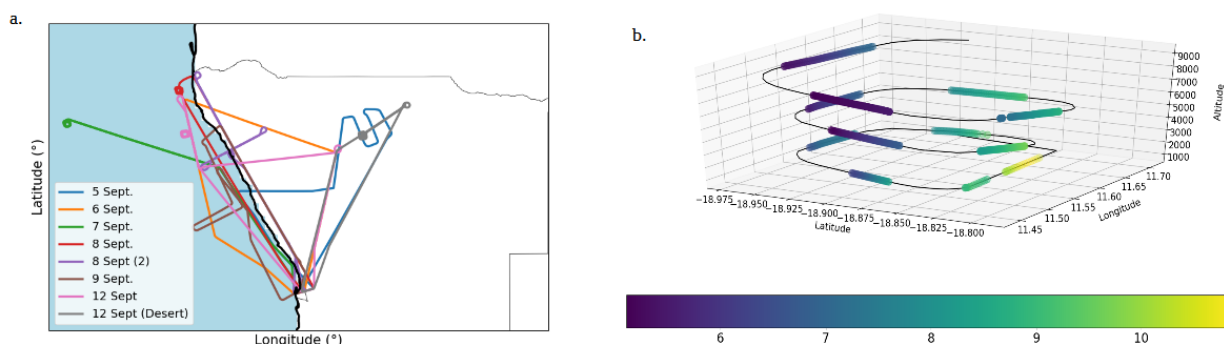 a.
Latitude (°)
5 Sept.
6 Sept.
7 Sept.
8 Sept.
8 Sept (2)
9 Sept.
12 Sept
12 Sept (Desert)
Longitude (°)
b.
9000
8000
7000
6000
5000
4000
3000
2000
1000
Altitude
11.70
11.65
11.60
11.55
11.50
11.45
Longitude
−18.975
−18.950
−18.925
−18.900
−18.875
−18.850
−18.825
−18.800
Latitude
6 7 8 9 10